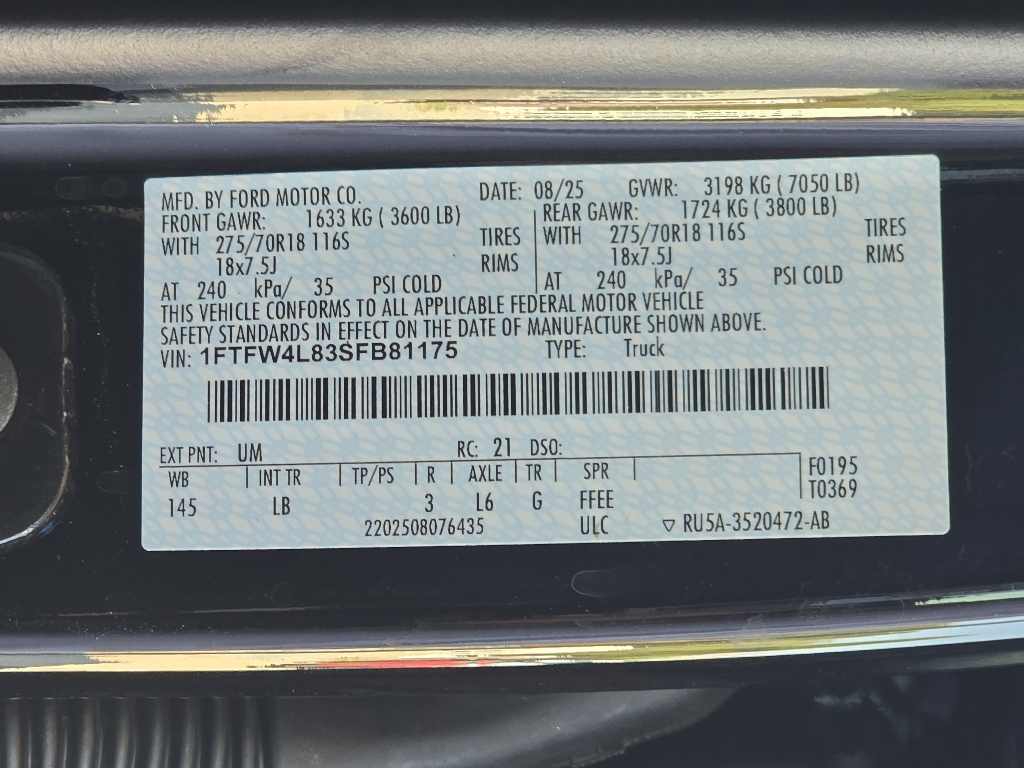 MFD. BY FORD MOTOR CO. DATE: 08/25 GVWR: 3198 KG ( 7050 LB)
FRONT GAWR: 1633 KG ( 3600 LB) REAR GAWR: 1724 KG ( 3800 LB)
WITH 275/70R18 116S TIRES WITH 275/70R18 116S TIRES
18x7.5J RIMS 18x7.5J RIMS
AT 240 kPa/ 35 PSI COLD AT 240 kPa/ 35 PSI COLD
THIS VEHICLE CONFORMS TO ALL APPLICABLE FEDERAL MOTOR VEHICLE
SAFETY STANDARDS IN EFFECT ON THE DATE OF MANUFACTURE SHOWN ABOVE.
VIN: 1FTFW4L83SFB81175 TYPE: Truck
EXT PNT: UM RC: 21 DSO:
WB INT TR TP/PS R AXLE TR SPR F0195
145 LB 3 L6 G FFEE T0369
2202508076435 ULC ▽ RU5A-3520472-AB